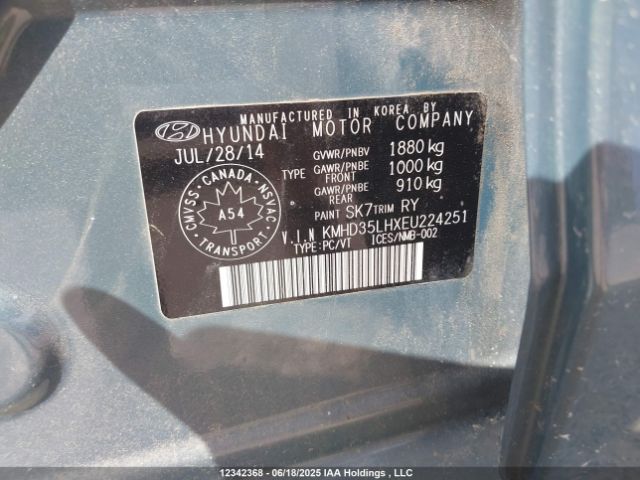 MANUFACTURED IN KOREA BY
HYUNDAI MOTOR COMPANY
JUL/28/14
GVWR/PNBV 1880 kg
TYPE GAWR/PNBE FRONT 1000 kg
GAWR/PNBE REAR 910 kg
PAINT SK7 TRIM RY
V.I.N KMHD35LHXEU224251
TYPE:PC/VT ICES/NMB-002
CMVSS · CANADA · NSVAC
A54
TRANSPORT
12342368 - 06/18/2025 IAA Holdings , LLC